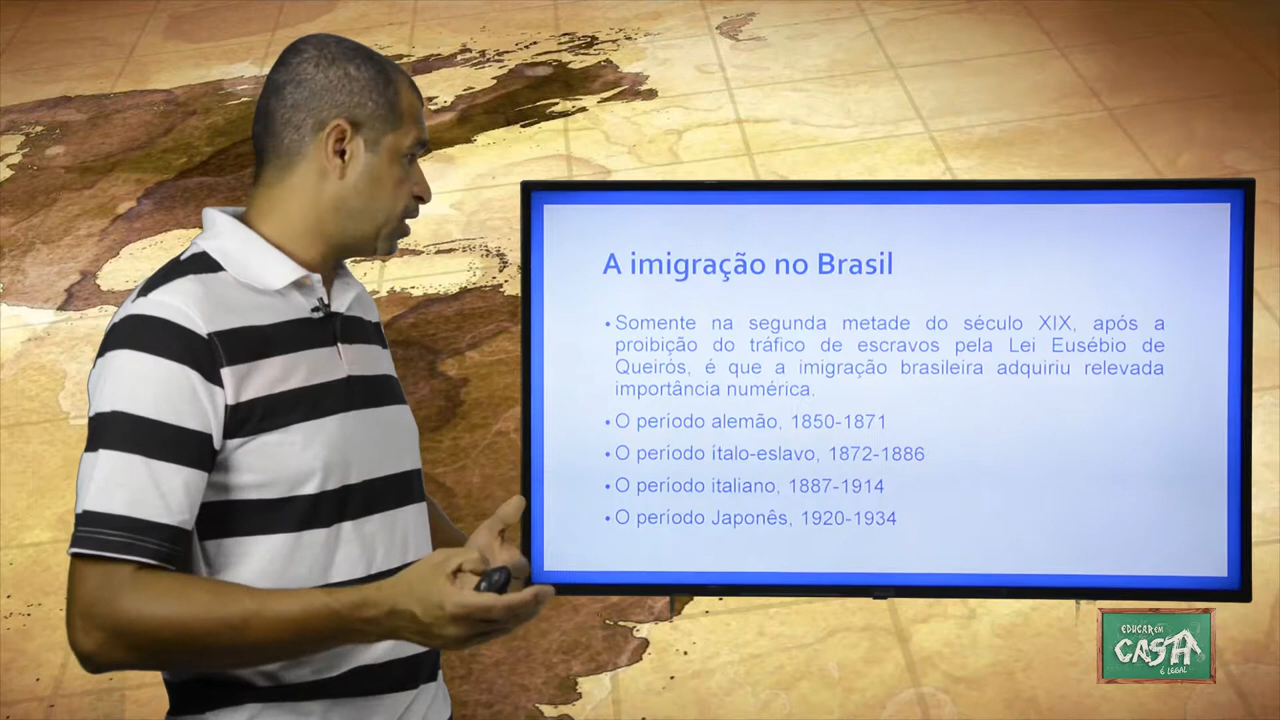 A imigração no Brasil
• Somente na segunda metade do século XIX, após a
proibição do tráfico de escravos pela Lei Eusébio de
Queirós, é que a imigração brasileira adquiriu relevada
importância numérica.
• O período alemão, 1850-1871
• O período ítalo-eslavo, 1872-1886
• O período italiano, 1887-1914
• O período Japonês, 1920-1934
EDUCAR EM
CASA
É LEGAL